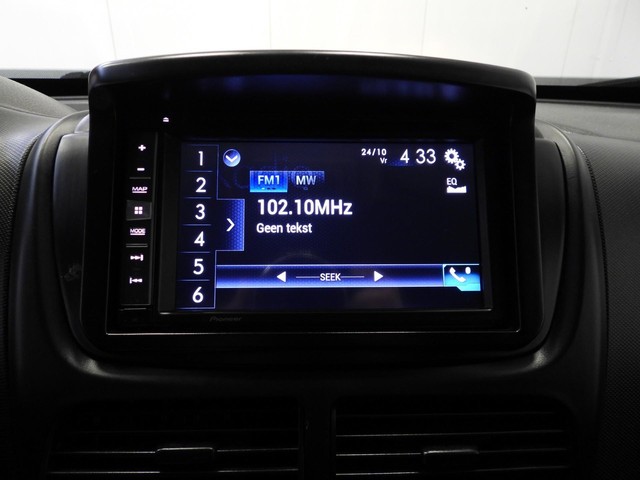 1
2
3
4
5
6
+
-
MAP
MODE
24/10
Vr
4 33
FM1 MW
EQ
102.10MHz
Geen tekst
SEEK
Pioneer